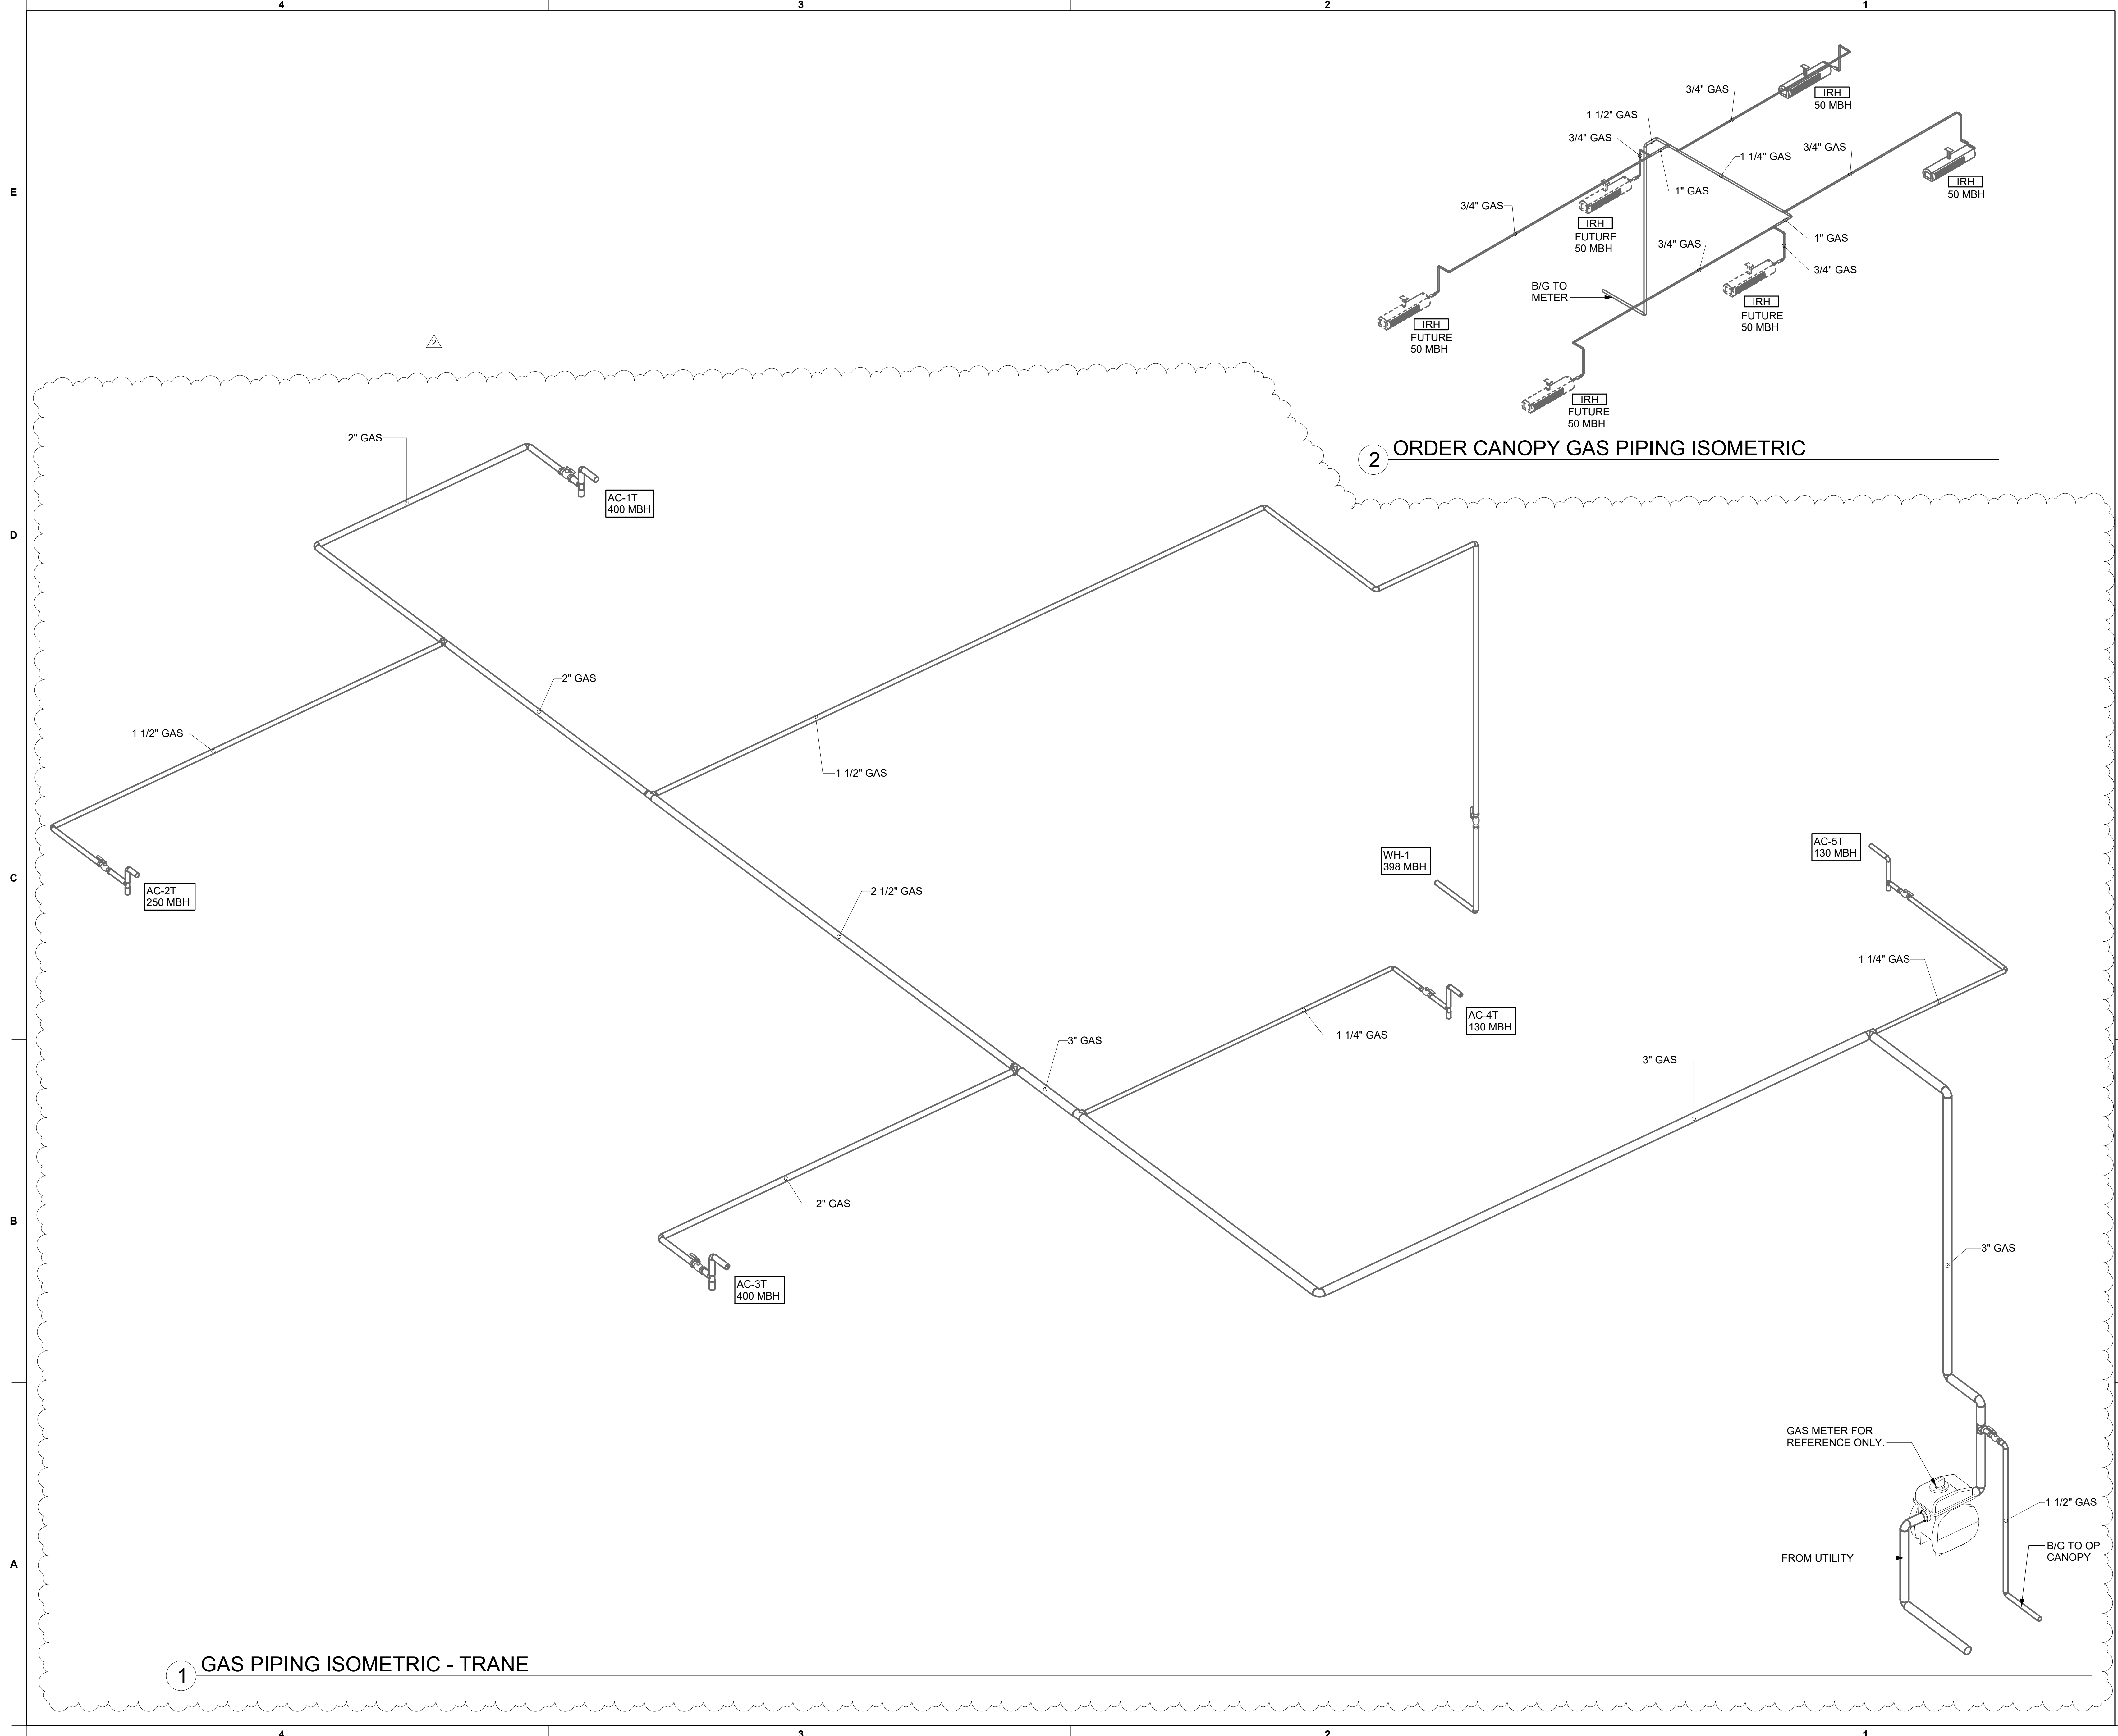 4 3 2 1
3/4" GAS
IRH
50 MBH
1 1/2" GAS
3/4" GAS
1 1/4" GAS
3/4" GAS
E
1" GAS
IRH
50 MBH
3/4" GAS
IRH
FUTURE
50 MBH
3/4" GAS
1" GAS
3/4" GAS
B/G TO
METER
IRH
FUTURE
50 MBH
IRH
FUTURE
50 MBH
2
IRH
FUTURE
50 MBH
2 ORDER CANOPY GAS PIPING ISOMETRIC
2" GAS
AC-1T
400 MBH
D
2" GAS
1 1/2" GAS
1 1/2" GAS
WH-1
398 MBH
AC-5T
130 MBH
C
AC-2T
250 MBH
2 1/2" GAS
1 1/4" GAS
AC-4T
130 MBH
1 1/4" GAS
3" GAS
3" GAS
2" GAS
B
3" GAS
AC-3T
400 MBH
GAS METER FOR
REFERENCE ONLY.
1 1/2" GAS
B/G TO OP
CANOPY
FROM UTILITY
A
1 GAS PIPING ISOMETRIC - TRANE
4 3 2 1